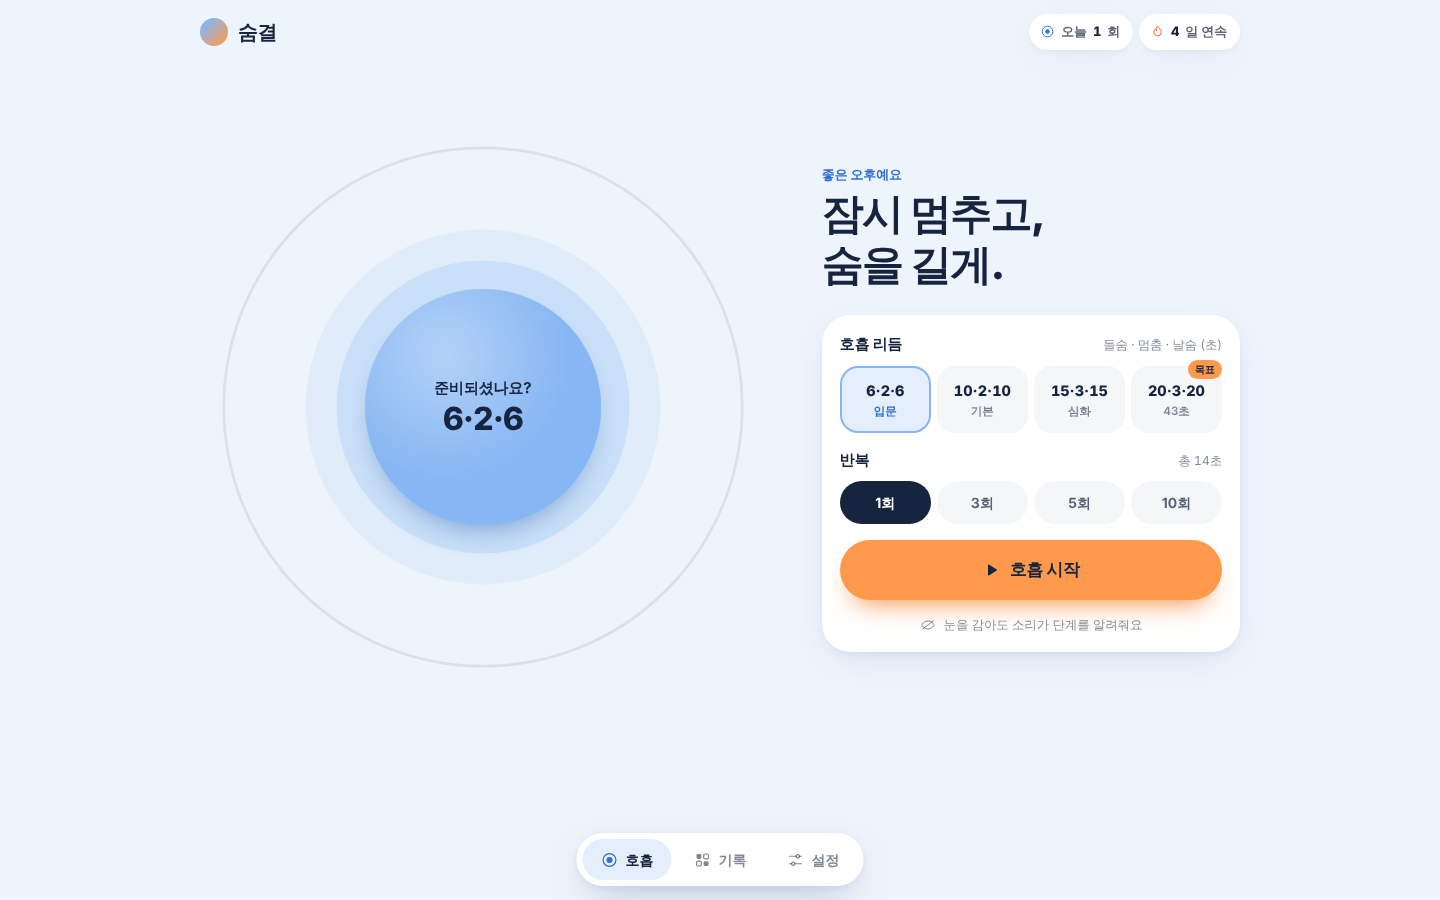 숨결
오늘 1 회
4 일 연속
준비되셨나요?
6·2·6
좋은 오후예요
잠시 멈추고,
숨을 길게.
호흡 리듬
들숨 · 멈춤 · 날숨 (초)
목표
6·2·6
입문
10·2·10
기본
15·3·15
심화
20·3·20
43초
반복
총 14초
1회
3회
5회
10회
호흡 시작
눈을 감아도 소리가 단계를 알려줘요
호흡
기록
설정